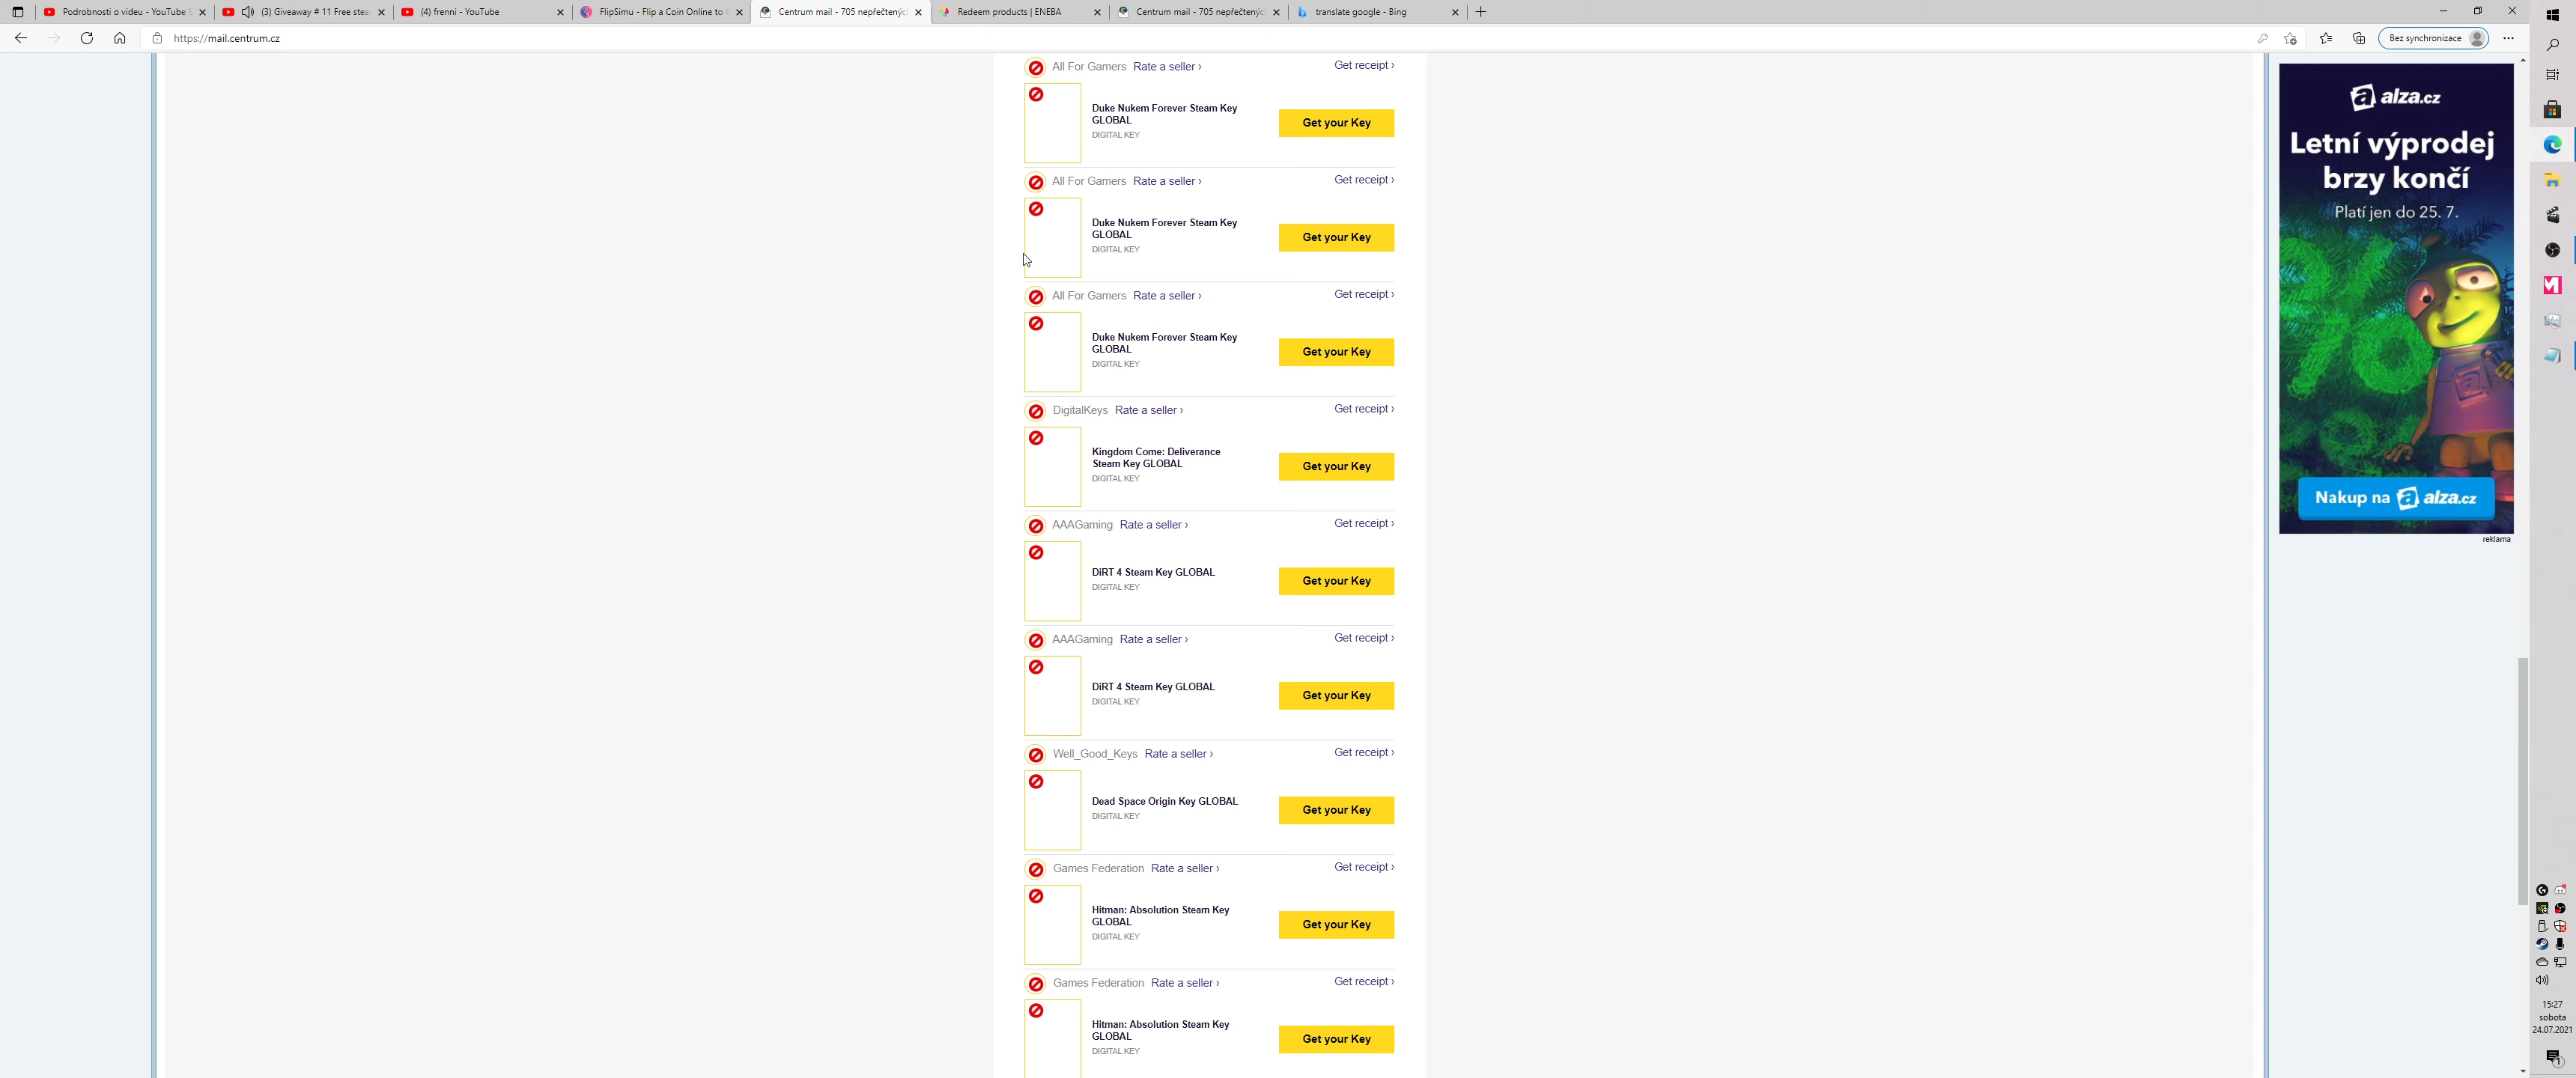 Podrobnosti o videu - YouTube S
(3) Giveaway # 11 Free stea
(4) frenni - YouTube
FlipSimu - Flip a Coin Online to
Centrum mail - 705 nepřečtenýc
Redeem products | ENEBA
Centrum mail - 705 nepřečtenýc
translate google - Bing
https://mail.centrum.cz
Bez synchronizace
All For Gamers Rate a seller ›
Get receipt ›
Duke Nukem Forever Steam Key
GLOBAL
DIGITAL KEY
Get your Key
All For Gamers Rate a seller ›
Get receipt ›
Duke Nukem Forever Steam Key
GLOBAL
DIGITAL KEY
Get your Key
All For Gamers Rate a seller ›
Get receipt ›
Duke Nukem Forever Steam Key
GLOBAL
DIGITAL KEY
Get your Key
DigitalKeys Rate a seller ›
Get receipt ›
Kingdom Come: Deliverance
Steam Key GLOBAL
DIGITAL KEY
Get your Key
AAAGaming Rate a seller ›
Get receipt ›
DiRT 4 Steam Key GLOBAL
DIGITAL KEY
Get your Key
AAAGaming Rate a seller ›
Get receipt ›
DiRT 4 Steam Key GLOBAL
DIGITAL KEY
Get your Key
Well_Good_Keys Rate a seller ›
Get receipt ›
Dead Space Origin Key GLOBAL
DIGITAL KEY
Get your Key
Games Federation Rate a seller ›
Get receipt ›
Hitman: Absolution Steam Key
GLOBAL
DIGITAL KEY
Get your Key
Games Federation Rate a seller ›
Get receipt ›
Hitman: Absolution Steam Key
GLOBAL
DIGITAL KEY
Get your Key
alza.cz
Letní výprodej
brzy končí
Platí jen do 25. 7.
%
70
Nakup na alza.cz
reklama
15:27
sobota
24.07.2021
1